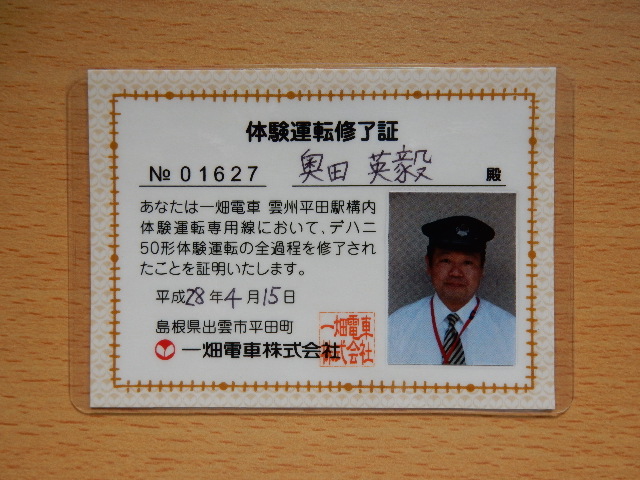 体験運転修了証
№ 01627 奥田 英毅 殿
あなたは一畑電車 雲州平田駅構内
体験運転専用線において、デハニ
50形体験運転の全過程を修了され
たことを証明いたします。
平成28年4月15日
島根県出雲市平田町
一畑電車株式会社
一畑電車
株式会社